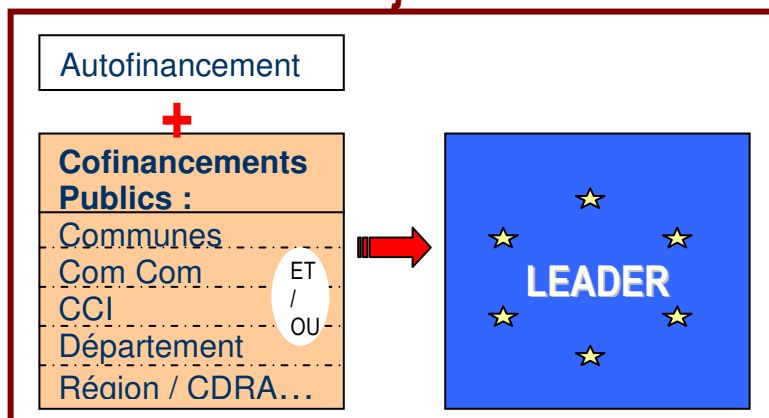 Autofinancement
+
Cofinancements
Publics :
Communes
Com Com
CCI
Département
Région / CDRA…
ET
/
OU
LEADER